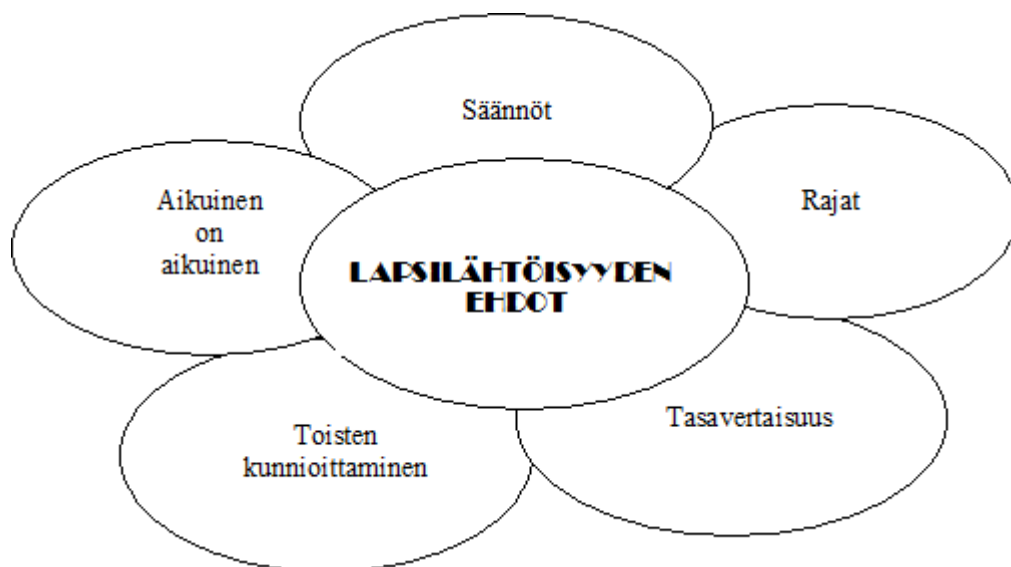 Säännöt
Rajat
Aikuinen
on
aikuinen
LAPSILÄHTÖISYYDEN
EHDOT
Tasavertaisuus
Toisten
kunnioittaminen